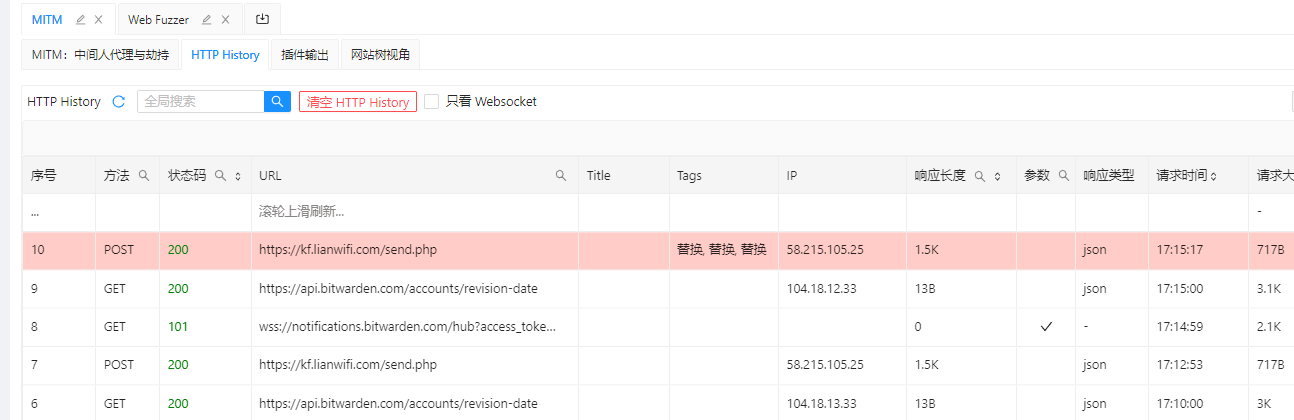 MITM Web Fuzzer
MITM：中间人代理与劫持 HTTP History 插件输出 网站树视角
HTTP History 全局搜索 清空 HTTP History 只看 Websocket
序号 方法 状态码 URL Title Tags IP 响应长度 参数 响应类型 请求时间 请求大
... 滚轮上滑刷新... -
10 POST 200 https://kf.lianwifi.com/send.php 替换, 替换, 替换 58.215.105.25 1.5K json 17:15:17 717B
9 GET 200 https://api.bitwarden.com/accounts/revision-date 104.18.12.33 13B json 17:15:00 3.1K
8 GET 101 wss://notifications.bitwarden.com/hub?access_toke... 0 - 17:14:59 2.1K
7 POST 200 https://kf.lianwifi.com/send.php 58.215.105.25 1.5K json 17:12:53 717B
6 GET 200 https://api.bitwarden.com/accounts/revision-date 104.18.13.33 13B json 17:10:00 3K